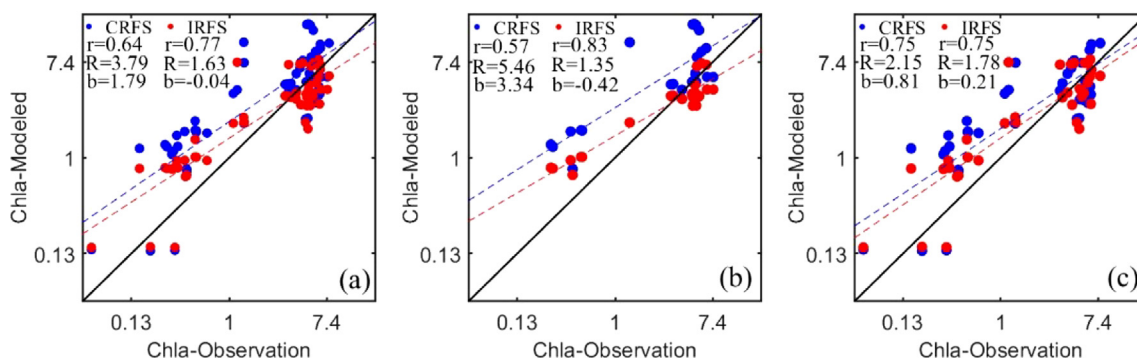 CRFS IRFS
r=0.64 r=0.77
R=3.79 R=1.63
b=1.79 b=-0.04
7.4
1
0.13
Chla-Modeled
(a)
0.13 1 7.4
Chla-Observation
CRFS IRFS
r=0.57 r=0.83
R=5.46 R=1.35
b=3.34 b=-0.42
7.4
1
0.13
Chla-Modeled
(b)
0.13 1 7.4
Chla-Observation
CRFS IRFS
r=0.75 r=0.75
R=2.15 R=1.78
b=0.81 b=0.21
7.4
1
0.13
Chla-Modeled
(c)
0.13 1 7.4
Chla-Observation